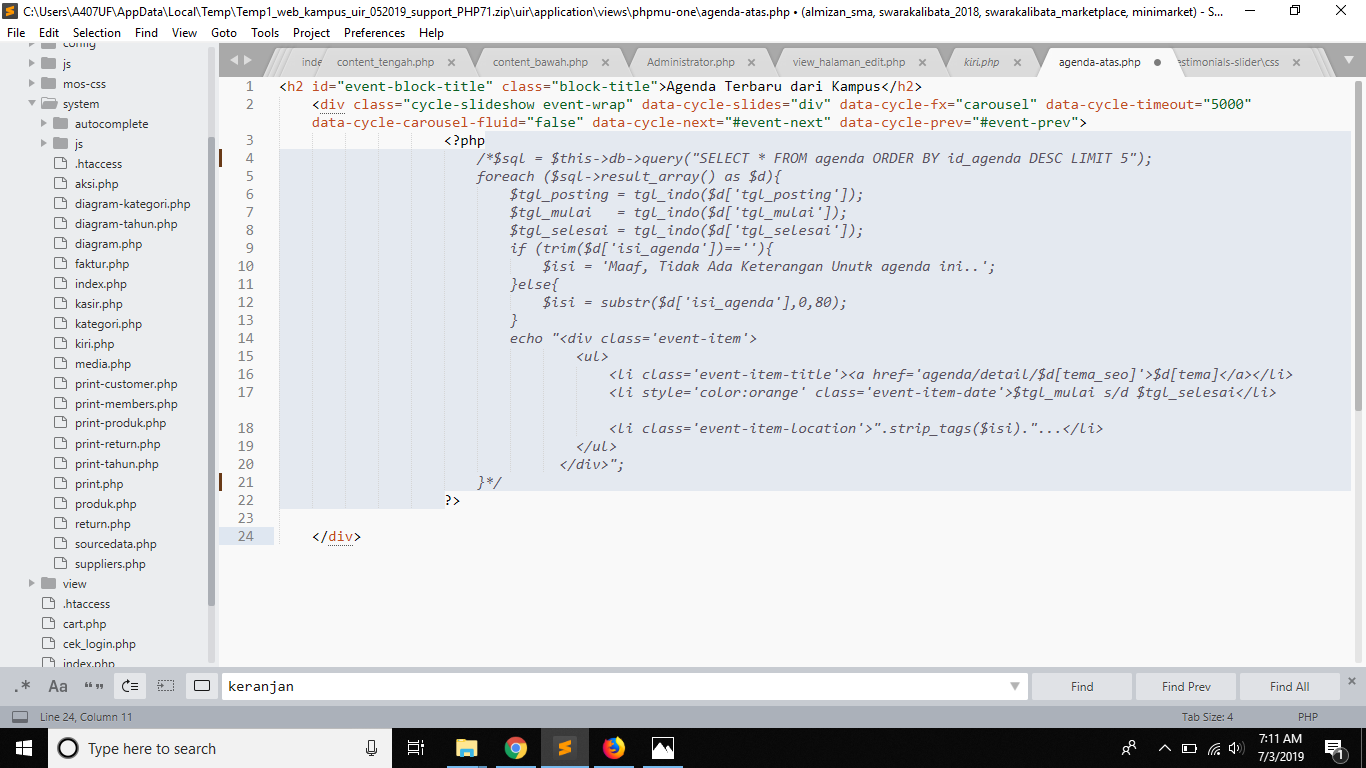 C:\Users\A407UF\AppData\Local\Temp\Temp1_web_kampus_uir_052019_support_PHP71.zip\uir\application\views\phpmu-one\agenda-atas.php • (almizan_sma, swarakalibata_2018, swarakalibata_marketplace, minimarket) - S...
File Edit Selection Find View Goto Tools Project Preferences Help
config
js
mos-css
system
autocomplete
js
.htaccess
aksi.php
diagram-kategori.php
diagram-tahun.php
diagram.php
faktur.php
index.php
kasir.php
kategori.php
kiri.php
media.php
print-customer.php
print-members.php
print-produk.php
print-return.php
print-tahun.php
print.php
produk.php
return.php
sourcedata.php
suppliers.php
view
.htaccess
cart.php
cek_login.php
index.php
inde content_tengah.php × content_bawah.php × Administrator.php × view_halaman_edit.php × kiri.php × agenda-atas.php • estimonials-slider\css ×
1 <h2 id="event-block-title" class="block-title">Agenda Terbaru dari Kampus</h2>
2 <div class="cycle-slideshow event-wrap" data-cycle-slides="div" data-cycle-fx="carousel" data-cycle-timeout="5000"
data-cycle-carousel-fluid="false" data-cycle-next="#event-next" data-cycle-prev="#event-prev">
3 <?php
4 /*$sql = $this->db->query("SELECT * FROM agenda ORDER BY id_agenda DESC LIMIT 5");
5 foreach ($sql->result_array() as $d){
6 $tgl_posting = tgl_indo($d['tgl_posting']);
7 $tgl_mulai   = tgl_indo($d['tgl_mulai']);
8 $tgl_selesai = tgl_indo($d['tgl_selesai']);
9 if (trim($d['isi_agenda'])==''){
10 $isi = 'Maaf, Tidak Ada Keterangan Unutk agenda ini..';
11 }else{
12 $isi = substr($d['isi_agenda'],0,80);
13 }
14 echo "<div class='event-item'>
15 <ul>
16 <li class='event-item-title'><a href='agenda/detail/$d[tema_seo]'>$d[tema]</a></li>
17 <li style='color:orange' class='event-item-date'>$tgl_mulai s/d $tgl_selesai</li>
18 <li class='event-item-location'>".strip_tags($isi)."...</li>
19 </ul>
20 </div>";
21 }*/
22 ?>
23
24 </div>
.* Aa “” keranjan Find Find Prev Find All ×
Line 24, Column 11 Tab Size: 4 PHP
Type here to search
7:11 AM
7/3/2019
1